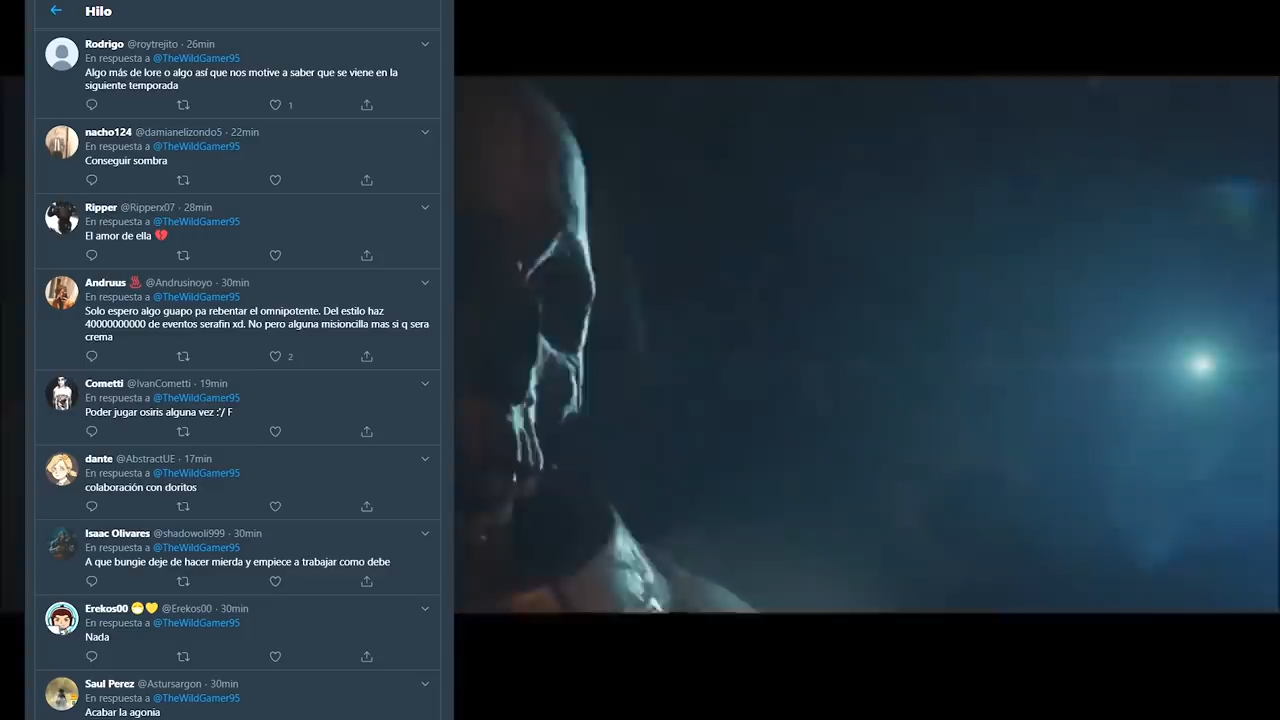 Hilo
Rodrigo @roytrejito · 26min
En respuesta a @TheWildGamer95
Algo más de lore o algo así que nos motive a saber que se viene en la
siguiente temporada
1
nacho124 @damianelizondo5 · 22min
En respuesta a @TheWildGamer95
Conseguir sombra
Ripper @Ripperx07 · 28min
En respuesta a @TheWildGamer95
El amor de ella 💔
Andruus ♨ @Andrusinoyo · 30min
En respuesta a @TheWildGamer95
Solo espero algo guapo pa rebentar el omnipotente. Del estilo haz
40000000000 de eventos serafin xd. No pero alguna misioncilla mas si q sera
crema
2
Cometti @IvanCometti · 19min
En respuesta a @TheWildGamer95
Poder jugar osiris alguna vez :'/ F
dante @AbstractUE · 17min
En respuesta a @TheWildGamer95
colaboración con doritos
Isaac Olivares @shadowoli999 · 30min
En respuesta a @TheWildGamer95
A que bungie deje de hacer mierda y empiece a trabajar como debe
Erekos00 😷💛 @Erekos00 · 30min
En respuesta a @TheWildGamer95
Nada
Saul Perez @Astursargon · 30min
En respuesta a @TheWildGamer95
Acabar la agonia